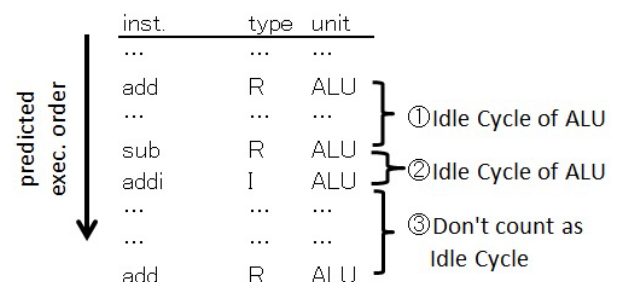 inst. type unit
... ... ...
add R ALU
... ... ...
sub R ALU
addi I ALU
... ... ...
... ... ...
add R ALU
predicted
exec. order
①Idle Cycle of ALU
②Idle Cycle of ALU
③Don't count as
Idle Cycle